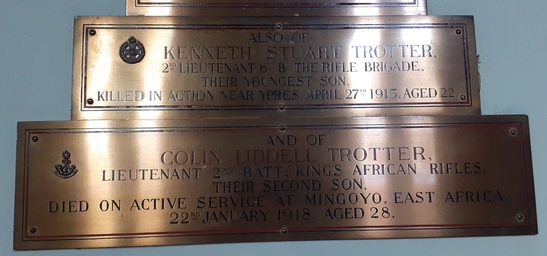 ALSO OF
KENNETH STUART TROTTER,
2ND LIEUTENANT 6TH B. THE RIFLE BRIGADE.
THEIR YOUNGEST SON.
KILLED IN ACTION NEAR YPRES APRIL 27TH 1915, AGED 22.
AND OF
COLIN LIDDELL TROTTER,
LIEUTENANT 2ND BATT. KINGS AFRICAN RIFLES.
THEIR SECOND SON.
DIED ON ACTIVE SERVICE AT MINGOYO, EAST AFRICA.
22ND JANUARY 1918. AGED 28.